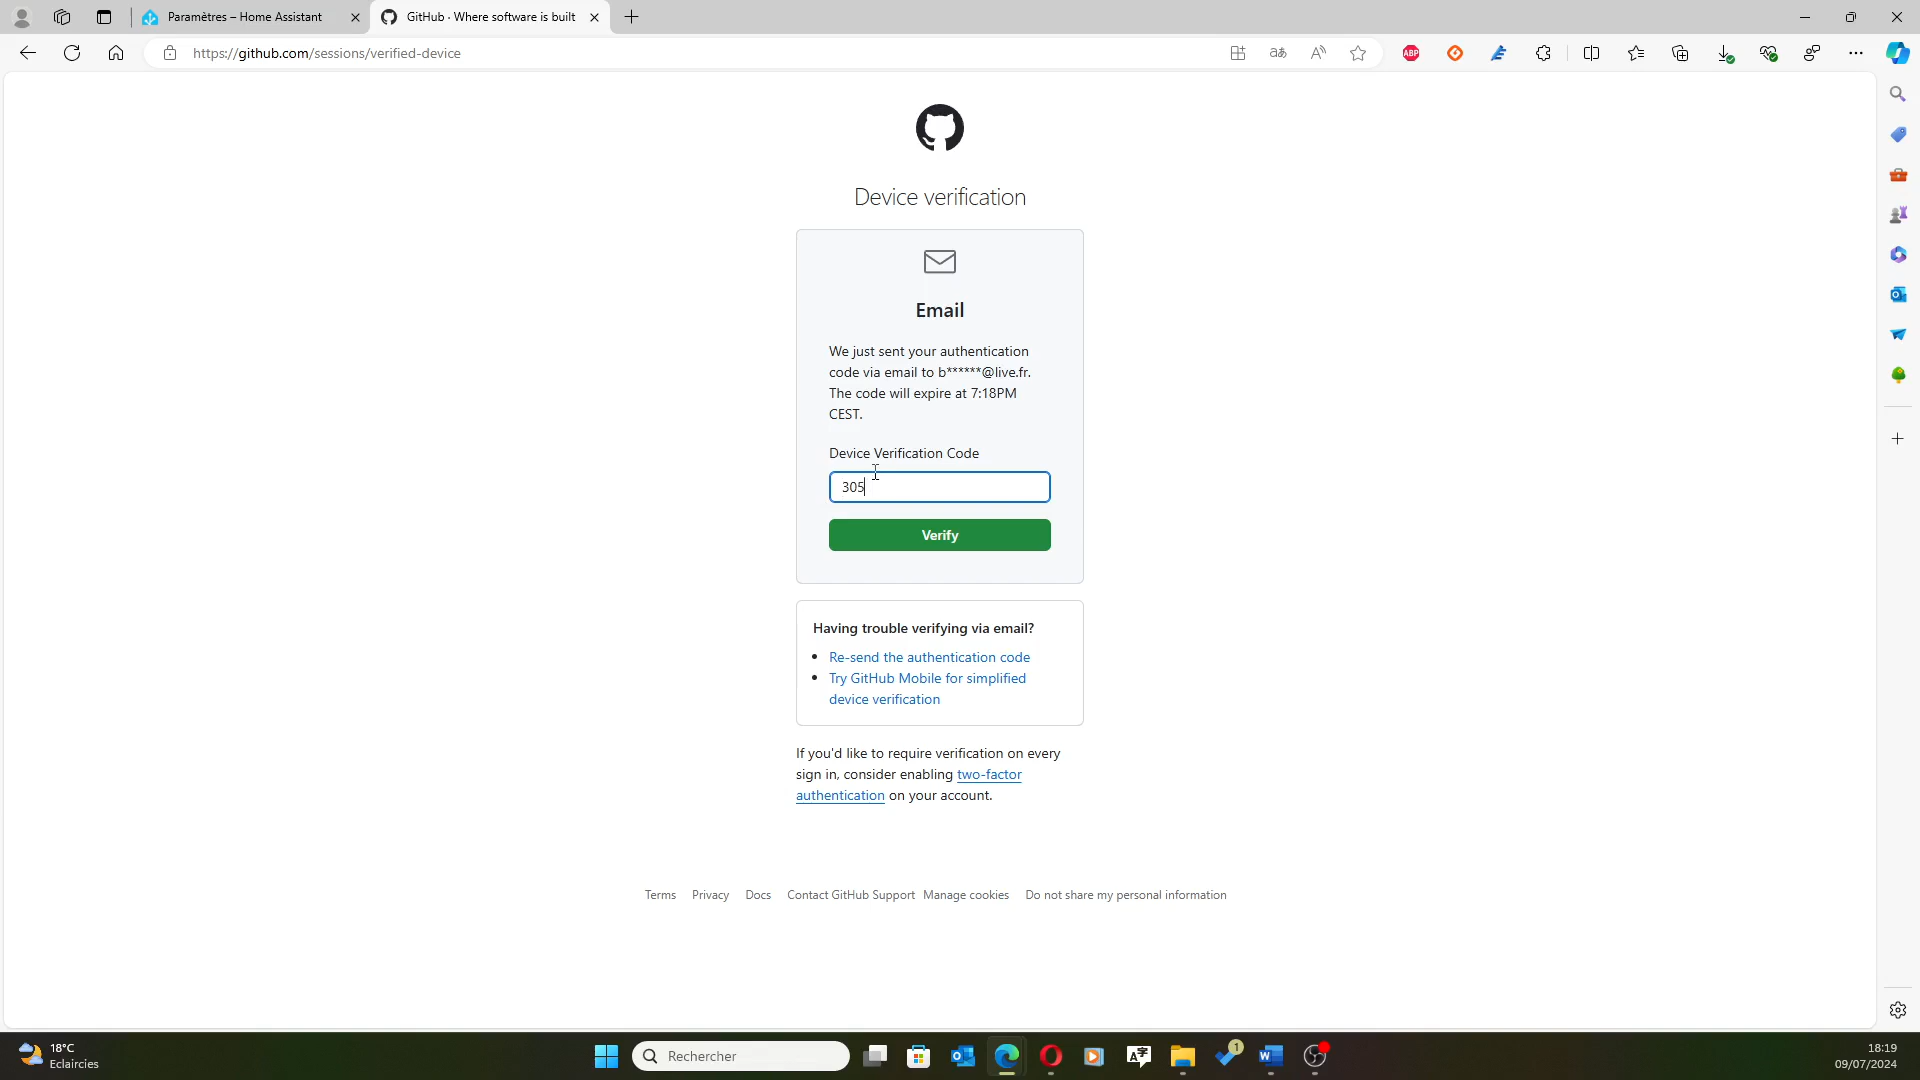 Paramètres – Home Assistant
GitHub · Where software is built
https://github.com/sessions/verified-device
aあ
A
ABP
Device verification
Email
We just sent your authentication
code via email to b******@live.fr.
The code will expire at 7:18PM
CEST.
Device Verification Code
305
Verify
Having trouble verifying via email?
Re-send the authentication code
Try GitHub Mobile for simplified
device verification
If you'd like to require verification on every
sign in, consider enabling two-factor
authentication on your account.
Terms Privacy Docs Contact GitHub Support Manage cookies Do not share my personal information
18°C
Eclaircies
Rechercher
1
18:19
09/07/2024